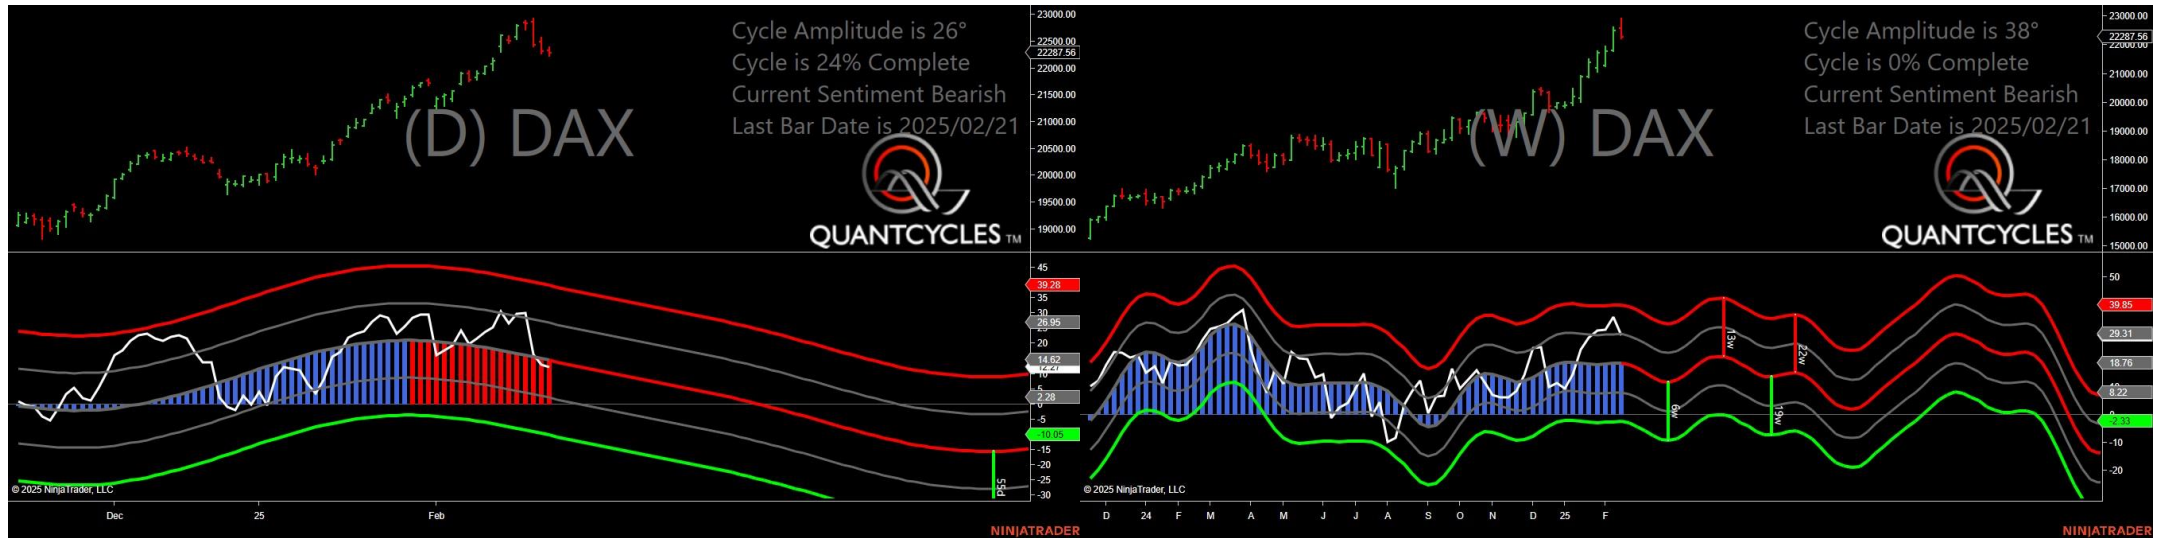 Cycle Amplitude is 26°
Cycle is 24% Complete
Current Sentiment Bearish
Last Bar Date is 2025/02/21
(D) DAX
QUANTCYCLES TM
23000.00
22500.00
22287.56
22000.00
21500.00
21000.00
20500.00
20000.00
19500.00
19000.00
45
39.28
35
30
26.95
20
14.62
12.27
10
2.28
0
-5
-10.05
-15
-20
-25
-30
55d
© 2025 NinjaTrader, LLC
Dec
25
Feb
NINJATRADER
Cycle Amplitude is 38°
Cycle is 0% Complete
Current Sentiment Bearish
Last Bar Date is 2025/02/21
(W) DAX
QUANTCYCLES TM
23000.00
22287.56
22000.00
21000.00
20000.00
19000.00
18000.00
17000.00
16000.00
15000.00
50
39.85
29.31
18.76
8.22
-2.33
-10
-20
6w
13w
19w
22w
© 2025 NinjaTrader, LLC
D 24 F M A M J J A S O N D 25 F
NINJATRADER